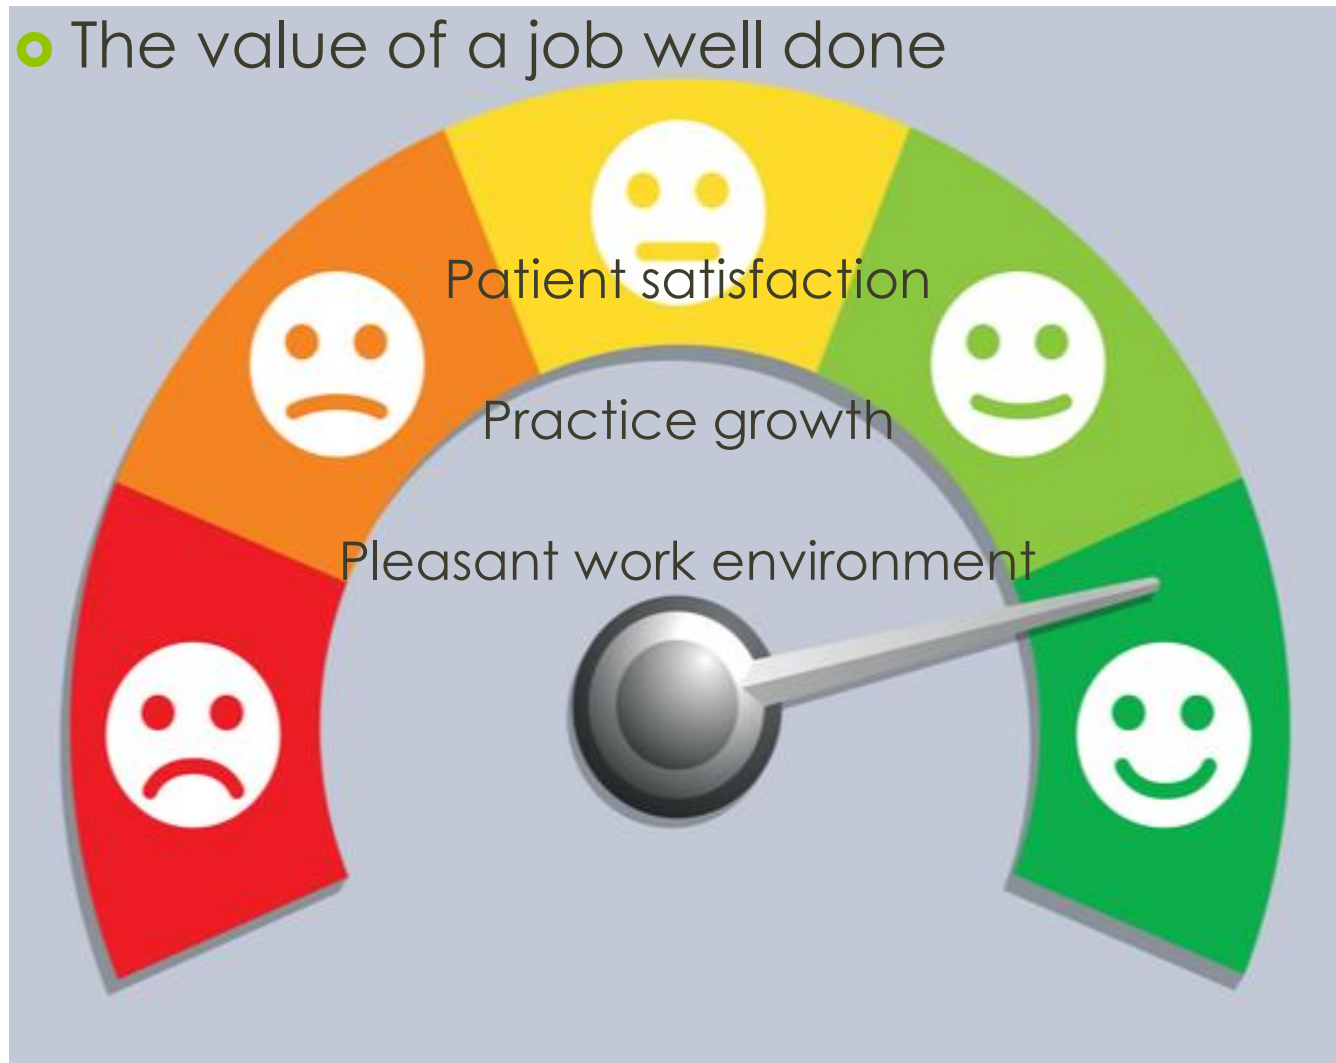 The value of a job well done
Patient satisfaction
Practice growth
Pleasant work environment